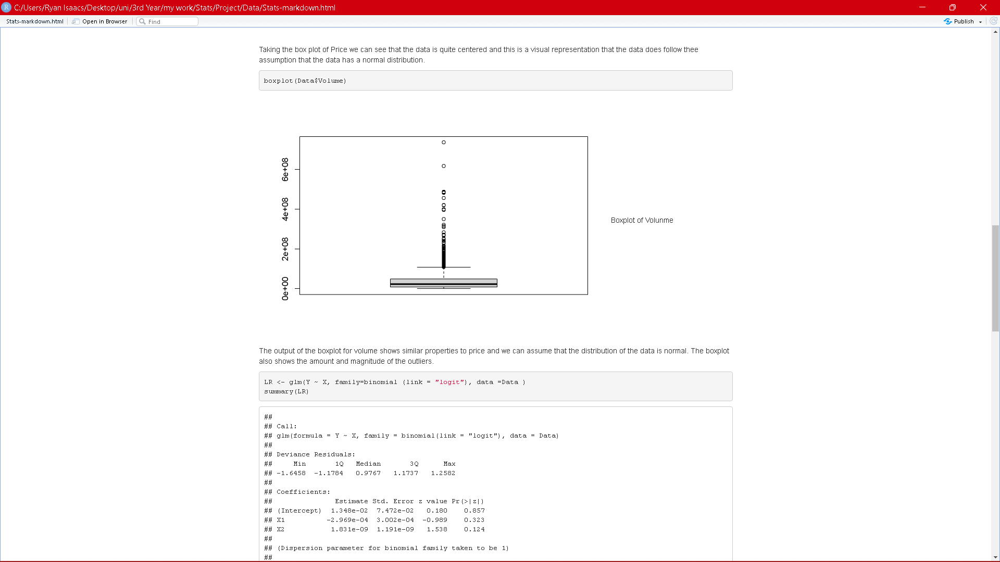 C:/Users/Ryan Isaacs/Desktop/uni/3rd Year/my work/Stats/Project/Data/Stats-markdown.html
Stats-markdown.html Open in Browser Find Publish
Taking the box plot of Price we can see that the data is quite centered and this is a visual representation that the data does follow thee
assumption that the data has a normal distribution.
boxplot(Data$Volume)
6e+08
4e+08
2e+08
0e+00
Boxplot of Volunme
The output of the boxplot for volume shows similar properties to price and we can assume that the distribution of the data is normal. The boxplot
also shows the amount and magnitude of the outliers.
LR <- glm(Y ~ X, family=binomial (link = "logit"), data =Data )
summary(LR)
##
## Call:
## glm(formula = Y ~ X, family = binomial(link = "logit"), data = Data)
##
## Deviance Residuals:
##     Min       1Q   Median       3Q      Max
## -1.6458  -1.1784   0.9767   1.1737   1.2582
##
## Coefficients:
##               Estimate Std. Error z value Pr(>|z|)
## (Intercept)  1.348e-02  7.472e-02   0.180    0.857
## X1          -2.969e-04  3.002e-04  -0.989    0.323
## X2           1.831e-09  1.191e-09   1.538    0.124
##
## (Dispersion parameter for binomial family taken to be 1)
##